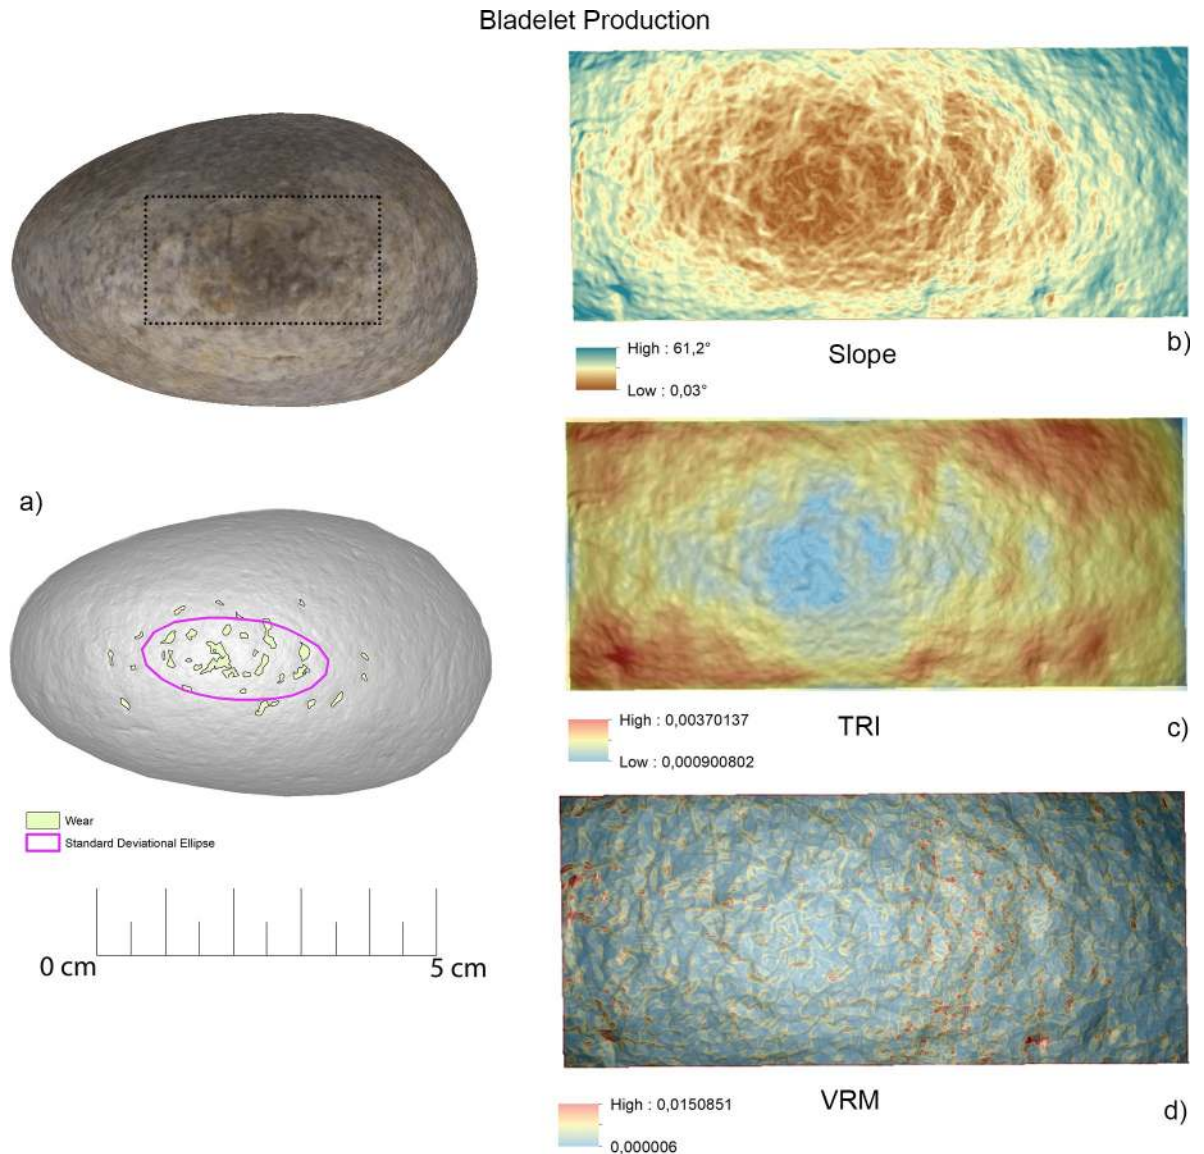 Bladelet Production
b)
High : 61,2°
Low : 0,03°
Slope
a)
High : 0,00370137
Low : 0,000900802
TRI
c)
Wear
Standard Deviational Ellipse
0 cm
5 cm
High : 0,0150851
0,000006
VRM
d)